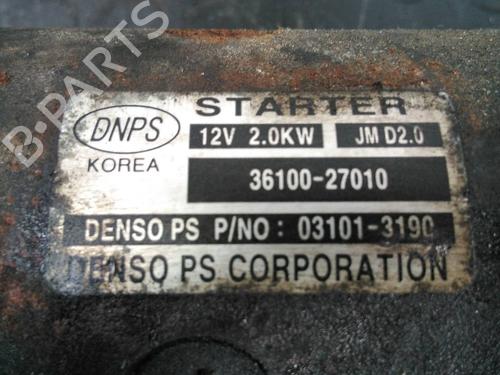 STARTER
DNPS
12V 2.0KW JM D2.0
KOREA
36100-27010
DENSO PS P/NO: 03101-3190
DENSO PS CORPORATION
B-PARTS